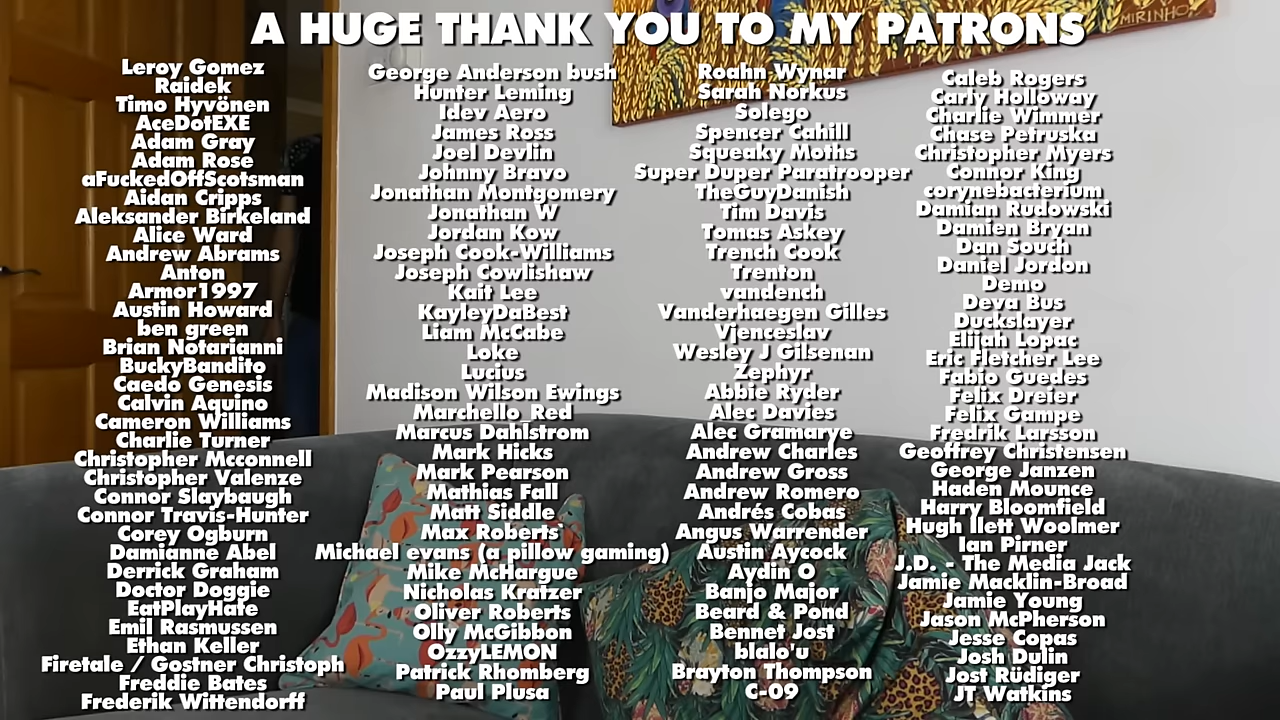 A HUGE THANK YOU TO MY PATRONS
MIRINHO
Leroy Gomez
Raidek
Timo Hyvönen
AceDotEXE
Adam Gray
Adam Rose
aFuckedOffScotsman
Aidan Cripps
Aleksander Birkeland
Alice Ward
Andrew Abrams
Anton
Armor1997
Austin Howard
ben green
Brian Notarianni
BuckyBandito
Caedo Genesis
Calvin Aquino
Cameron Williams
Charlie Turner
Christopher Mcconnell
Christopher Valenze
Connor Slaybaugh
Connor Travis-Hunter
Corey Ogburn
Damianne Abel
Derrick Graham
Doctor Doggie
EatPlayHate
Emil Rasmussen
Ethan Keller
Firetale / Gostner Christoph
Freddie Bates
Frederik Wittendorff
George Anderson bush
Hunter Leming
Idev Aero
James Ross
Joel Devlin
Johnny Bravo
Jonathan Montgomery
Jonathan W
Jordan Kow
Joseph Cook-Williams
Joseph Cowlishaw
Kait Lee
KayleyDaBest
Liam McCabe
Loke
Lucius
Madison Wilson Ewings
Marchello_Red
Marcus Dahlstrom
Mark Hicks
Mark Pearson
Mathias Fall
Matt Siddle
Max Roberts
Michael evans (a pillow gaming)
Mike McHargue
Nicholas Kratzer
Oliver Roberts
Olly McGibbon
OzzyLEMON
Patrick Rhomberg
Paul Plusa
Roahn Wynar
Sarah Norkus
Solego
Spencer Cahill
Squeaky Moths
Super Duper Paratrooper
TheGuyDanish
Tim Davis
Tomas Askey
Trench Cook
Trenton
vandench
Vanderhaegen Gilles
Vjenceslav
Wesley J Gilsenan
Zephyr
Abbie Ryder
Alec Davies
Alec Gramarye
Andrew Charles
Andrew Gross
Andrew Romero
Andrés Cobas
Angus Warrender
Austin Aycock
Aydin O
Banjo Major
Beard & Pond
Bennet Jost
blalo'u
Brayton Thompson
C-09
Caleb Rogers
Carly Holloway
Charlie Wimmer
Chase Petruska
Christopher Myers
Connor King
corynebacterium
Damian Rudowski
Damien Bryan
Dan Souch
Daniel Jordon
Demo
Deva Bus
Duckslayer
Elijah Lopac
Eric Fletcher Lee
Fabio Guedes
Felix Dreier
Felix Gampe
Fredrik Larsson
Geoffrey Christensen
George Janzen
Haden Mounce
Harry Bloomfield
Hugh Ilett Woolmer
Ian Pirner
J.D. - The Media Jack
Jamie Macklin-Broad
Jamie Young
Jason McPherson
Jesse Copas
Josh Dulin
Jost Rüdiger
JT Watkins